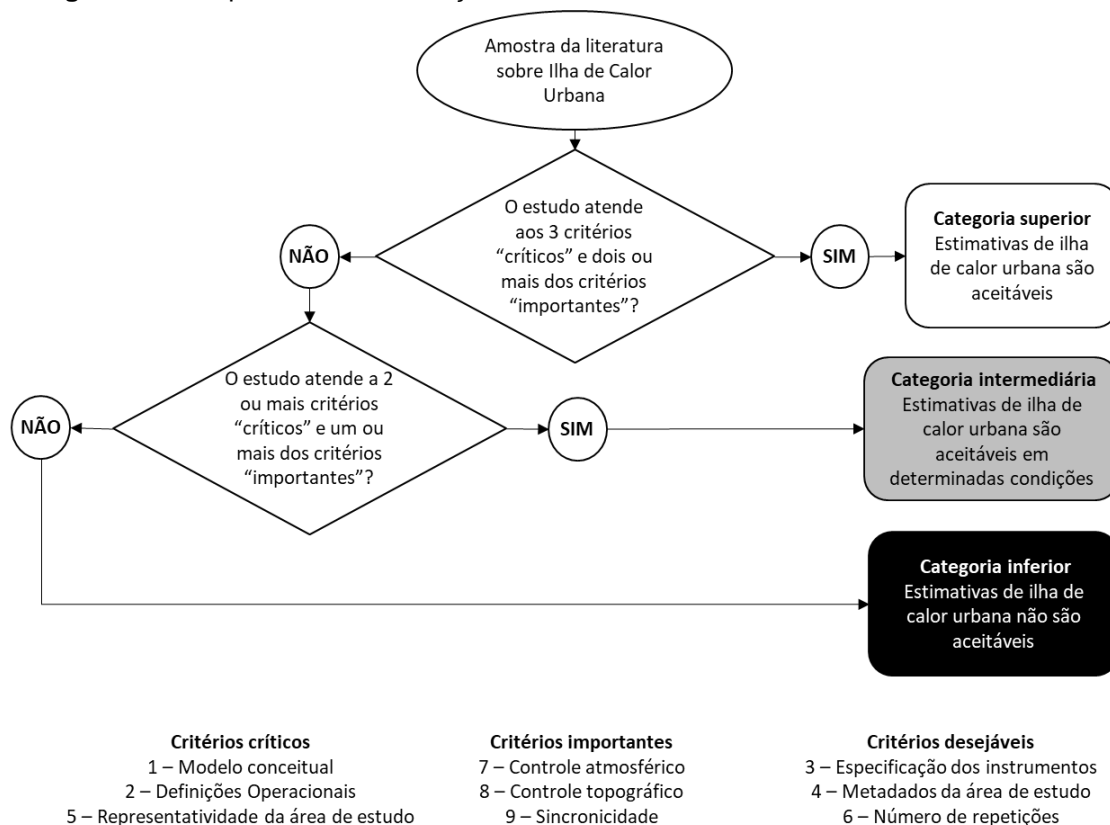 Amostra da literatura
sobre Ilha de Calor
Urbana
O estudo atende
aos 3 critérios
“críticos” e dois ou
mais dos critérios
“importantes”?
NÃO
SIM
Categoria superior
Estimativas de ilha
de calor urbana são
aceitáveis
O estudo atende a 2
ou mais critérios
“críticos” e um ou
mais dos critérios
“importantes”?
NÃO
SIM
Categoria intermediária
Estimativas de ilha de
calor urbana são
aceitáveis em
determinadas condições
Categoria inferior
Estimativas de ilha de
calor urbana não são
aceitáveis
Critérios críticos
1 – Modelo conceitual
2 – Definições Operacionais
5 – Representatividade da área de estudo
Critérios importantes
7 – Controle atmosférico
8 – Controle topográfico
9 – Sincronicidade
Critérios desejáveis
3 – Especificação dos instrumentos
4 – Metadados da área de estudo
6 – Número de repetições